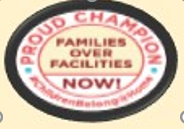 PROUD CHAMPION
FAMILIES
OVER
FACILITIES
NOW!
#ChildrenBelongInHomes